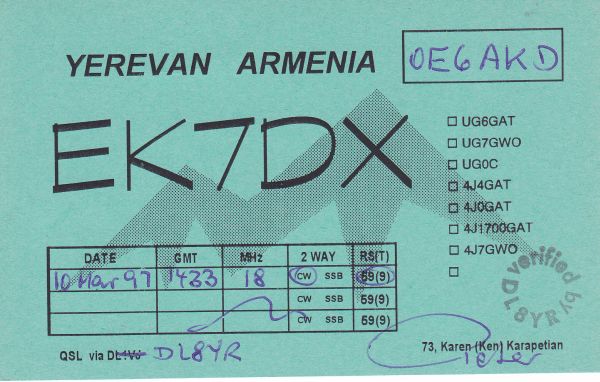 YEREVAN ARMENIA
OE6AKD
EK7DX
☐ UG6GAT
☐ UG7GWO
☐ UG0C
☐ 4J4GAT
☐ 4J0GAT
☐ 4J1700GAT
☐ 4J7GWO
☐
DATE GMT MHz 2 WAY RS(T)
10 Mar 97 1433 18 CW SSB 59(9)
CW SSB 59(9)
CW SSB 59(9)
verified by DL8YR
QSL via DL1VJ DL8YR
73, Karen (Ken) Karapetian
Peter